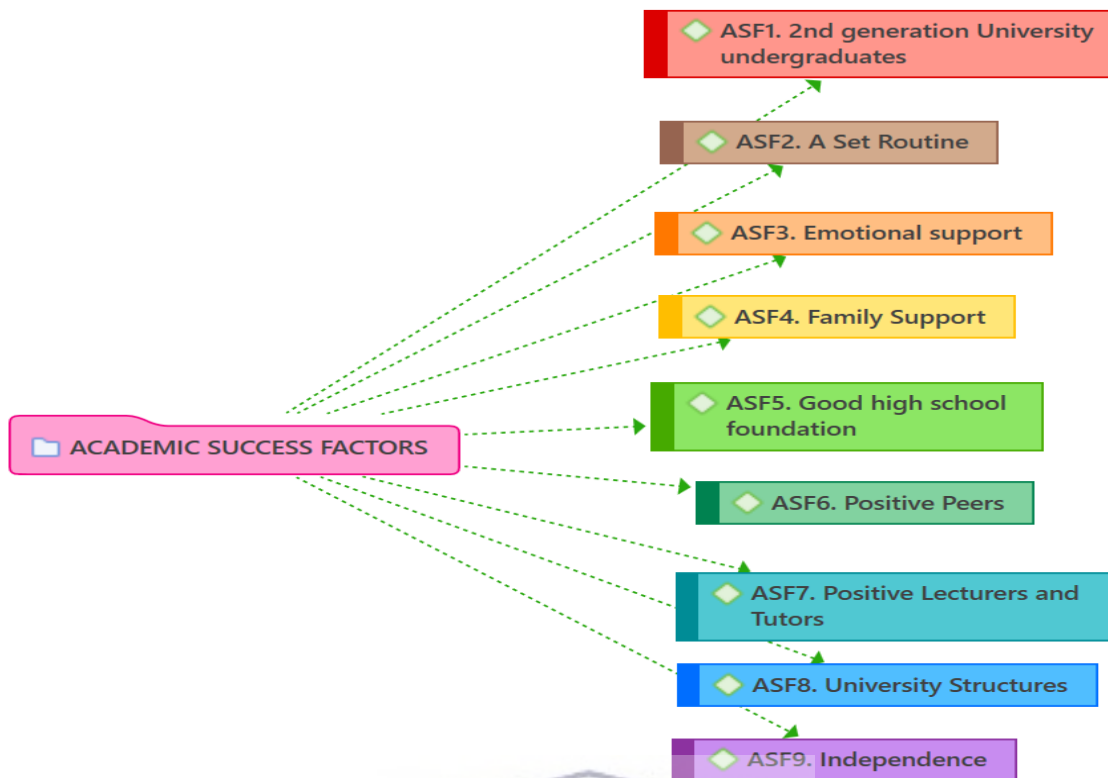 ASF1. 2nd generation University
undergraduates
ASF2. A Set Routine
ASF3. Emotional support
ASF4. Family Support
ASF5. Good high school
foundation
ACADEMIC SUCCESS FACTORS
ASF6. Positive Peers
ASF7. Positive Lecturers and
Tutors
ASF8. University Structures
ASF9. Independence